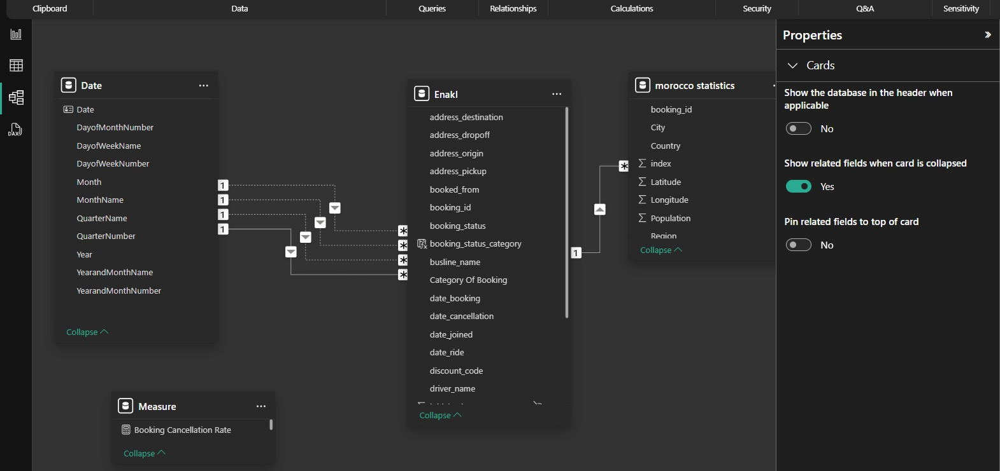 Clipboard
Data
Queries
Relationships
Calculations
Security
Q&A
Sensitivity
DAX
Date
Date
DayofMonthNumber
DayofWeekName
DayofWeekNumber
Month
MonthName
QuarterName
QuarterNumber
Year
YearandMonthName
YearandMonthNumber
Collapse
1
1
1
1
*
*
*
*
Measure
Booking Cancellation Rate
Collapse
Enakl
address_destination
address_dropoff
address_origin
address_pickup
booked_from
booking_id
booking_status
booking_status_category
busline_name
Category Of Booking
date_booking
date_cancellation
date_joined
date_ride
discount_code
driver_name
Collapse
1
*
morocco statistics
booking_id
City
Country
∑ index
∑ Latitude
∑ Longitude
∑ Population
Region
Collapse
Properties
Cards
Show the database in the header when
applicable
No
Show related fields when card is collapsed
Yes
Pin related fields to top of card
No